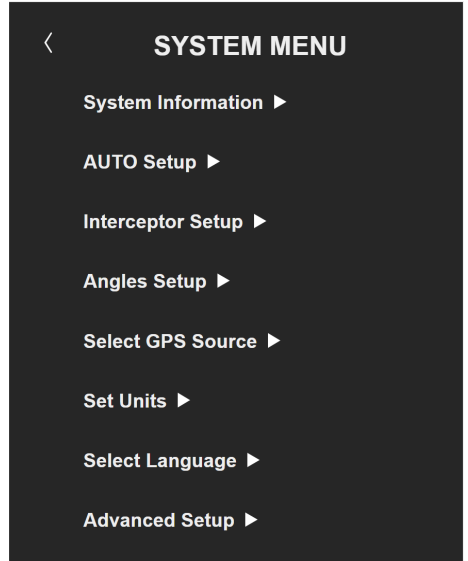 SYSTEM MENU
System Information
AUTO Setup
Interceptor Setup
Angles Setup
Select GPS Source
Set Units
Select Language
Advanced Setup